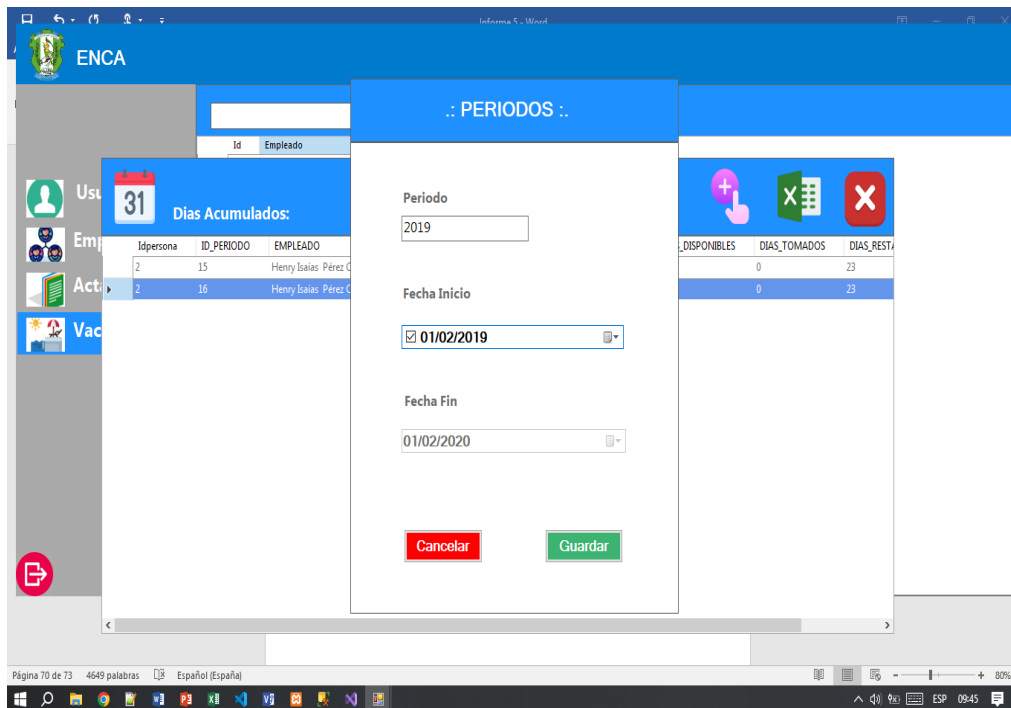 Informe 5 - Word
ENCA
.: PERIODOS :.
Id Empleado
Periodo
2019
31
Dias Acumulados:
Idpersona ID_PERIODO EMPLEADO _DISPONIBLES DIAS_TOMADOS DIAS_REST
2 15 Henry Isaías Pérez 0 23
2 16 Henry Isaías Pérez 0 23
Fecha Inicio
01/02/2019
Fecha Fin
01/02/2020
Cancelar Guardar
Usu
Emp
Acta
Vac
Página 70 de 73 4649 palabras Español (España) 80%
ESP 09:45